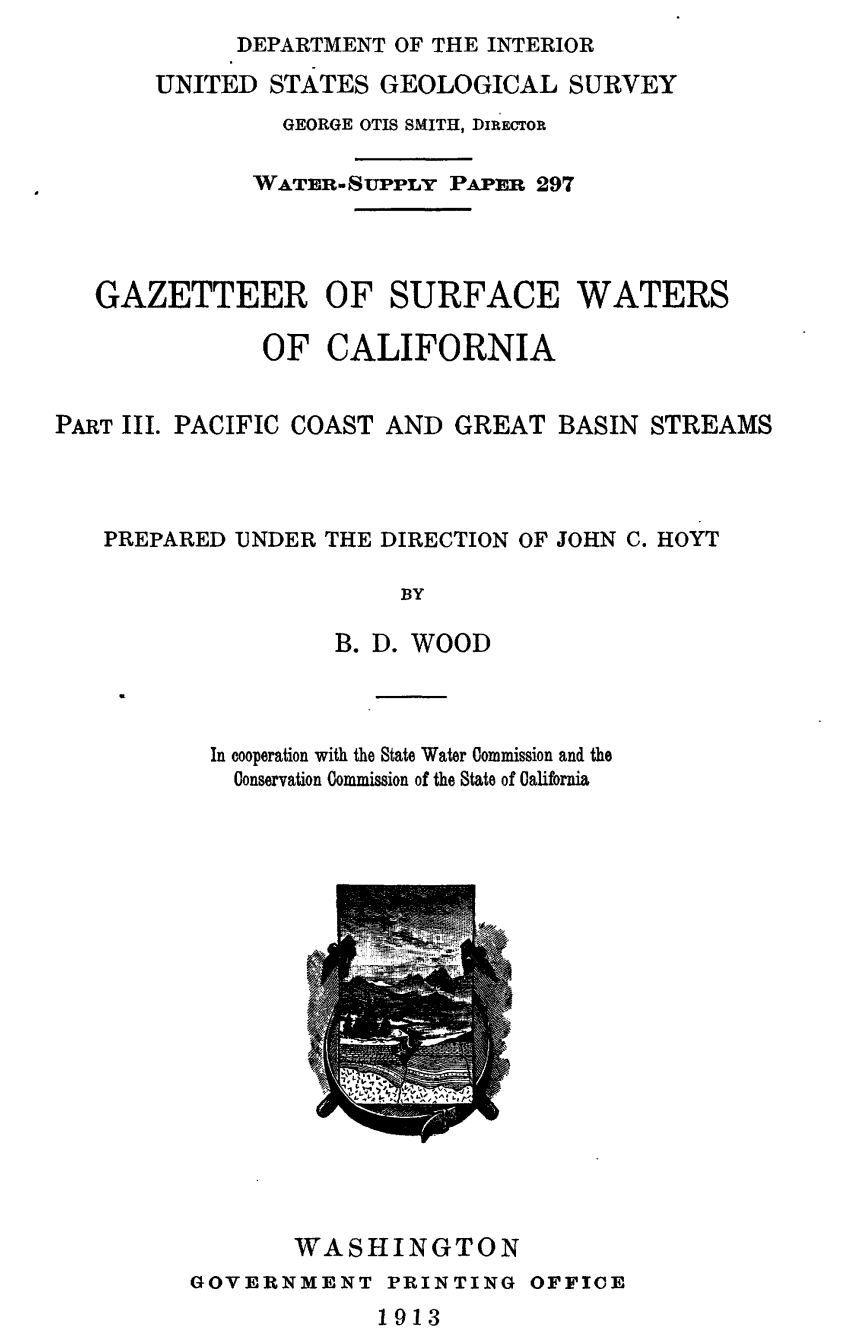 DEPARTMENT OF THE INTERIOR
UNITED STATES GEOLOGICAL SURVEY
GEORGE OTIS SMITH, DIRECTOR
WATER-SUPPLY PAPER 297
GAZETTEER OF SURFACE WATERS
OF CALIFORNIA
PART III. PACIFIC COAST AND GREAT BASIN STREAMS
PREPARED UNDER THE DIRECTION OF JOHN C. HOYT
BY
B. D. WOOD
In cooperation with the State Water Commission and the
Conservation Commission of the State of California
WASHINGTON
GOVERNMENT PRINTING OFFICE
1913